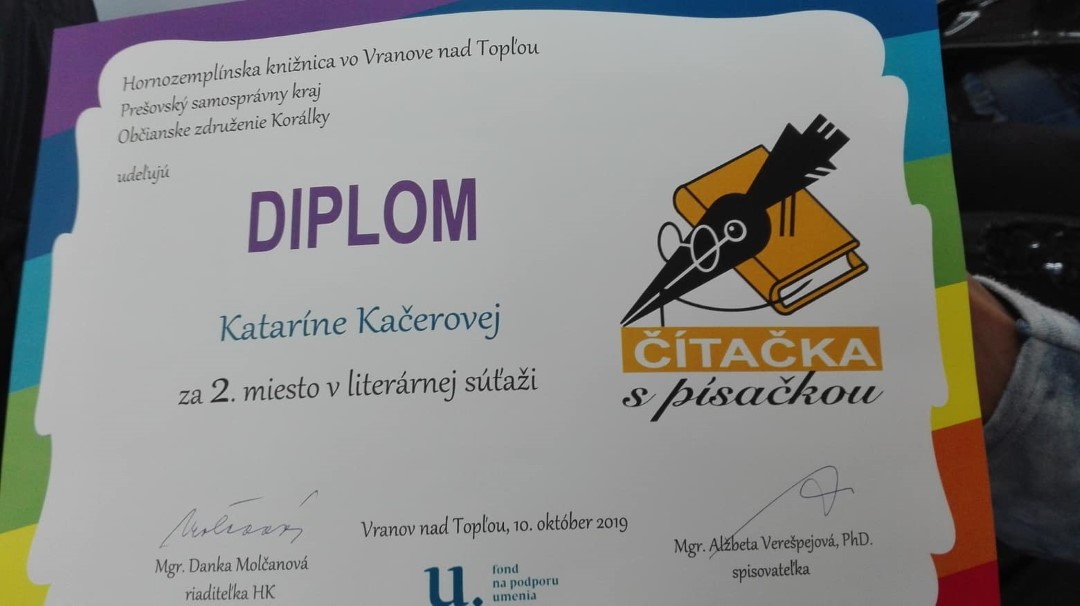 Hornozemplínska knižnica vo Vranove nad Topľou
Prešovský samosprávny kraj
Občianske združenie Korálky
udeľujú
DIPLOM
Kataríne Kačerovej
za 2. miesto v literárnej súťaži
ČÍTAČKA
s písačkou
Molčanová
Vranov nad Topľou, 10. október 2019
Mgr. Danka Molčanová
riaditeľka HK
Mgr. Alžbeta Verešpejová, PhD.
spisovateľka
u.
fond
na podporu
umenia